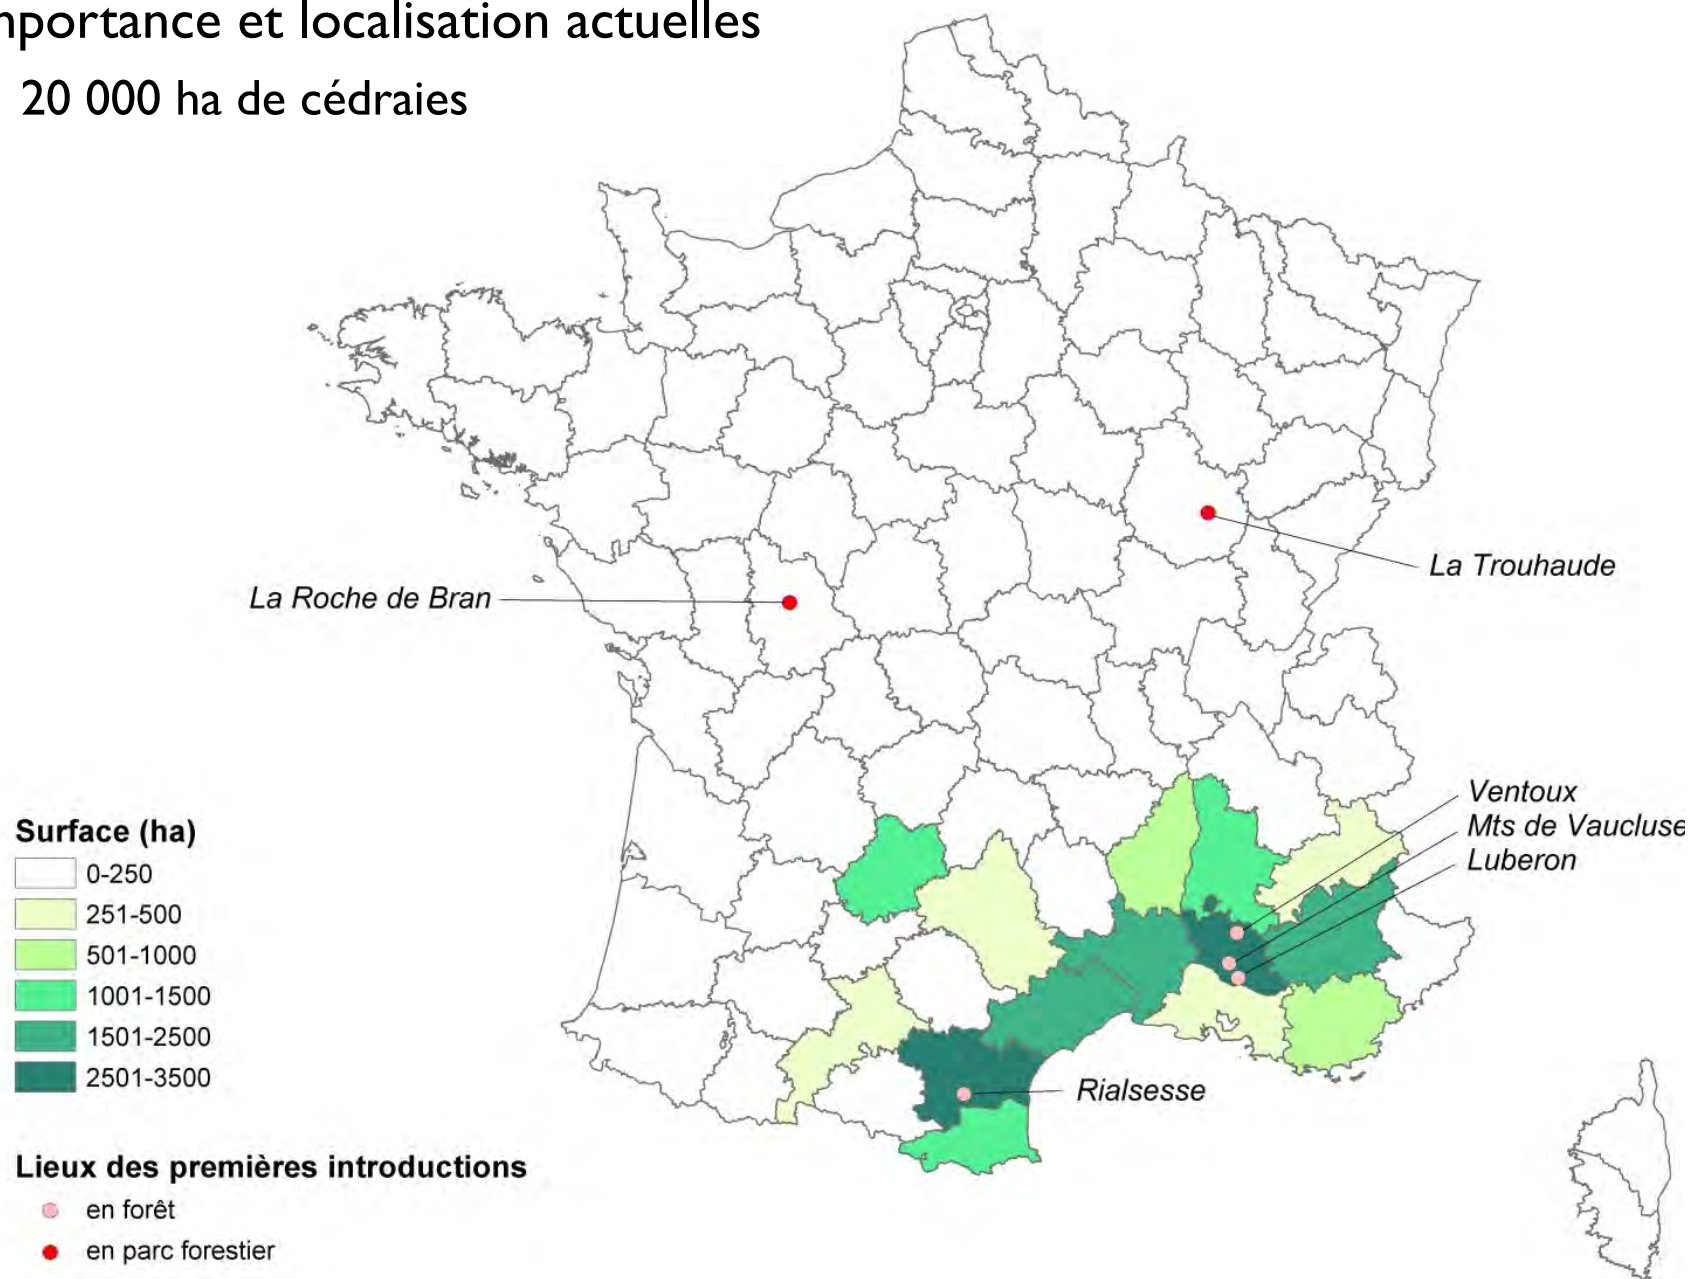 mportance et localisation actuelles
20 000 ha de cédraies
La Trouhaude
La Roche de Bran
Ventoux
Mts de Vaucluse
Luberon
Rialsesse
Surface (ha)
0-250
251-500
501-1000
1001-1500
1501-2500
2501-3500
Lieux des premières introductions
en forêt
en parc forestier